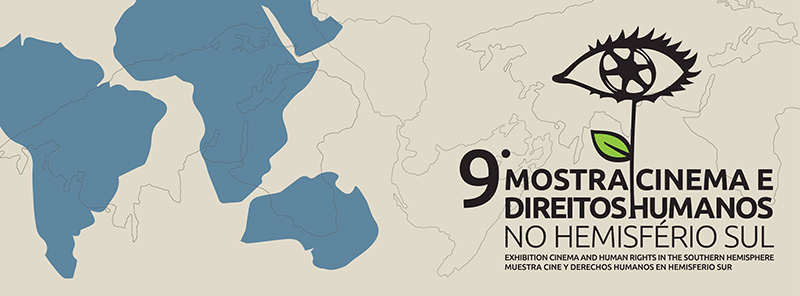 9º MOSTRA CINEMA E
DIREITOS HUMANOS
NO HEMISFÉRIO SUL
EXHIBITION CINEMA AND HUMAN RIGHTS IN THE SOUTHERN HEMISPHERE
MUESTRA CINE Y DERECHOS HUMANOS EN HEMISFERIO SUR